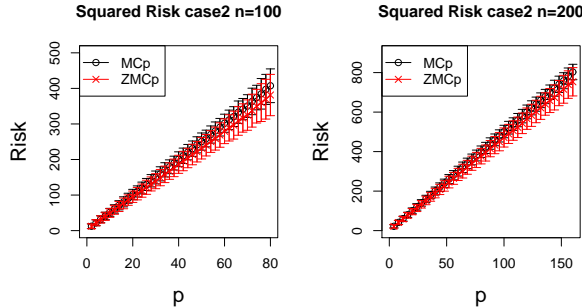 Squared Risk case2 n=100
500
400
300
200
100
0
Risk
MCp
ZMCp
0 20 40 60 80
p
Squared Risk case2 n=200
800
600
400
200
0
Risk
MCp
ZMCp
0 50 100 150
p